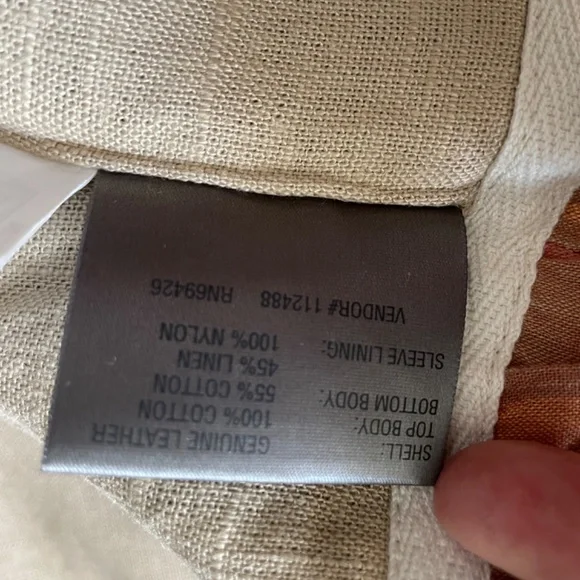 SHELL: GENUINE LEATHER
TOP BODY: 100% COTTON
BOTTOM BODY: 55% COTTON
45% LINEN
SLEEVE LINING: 100% NYLON
VENDOR# 112488 RN69426